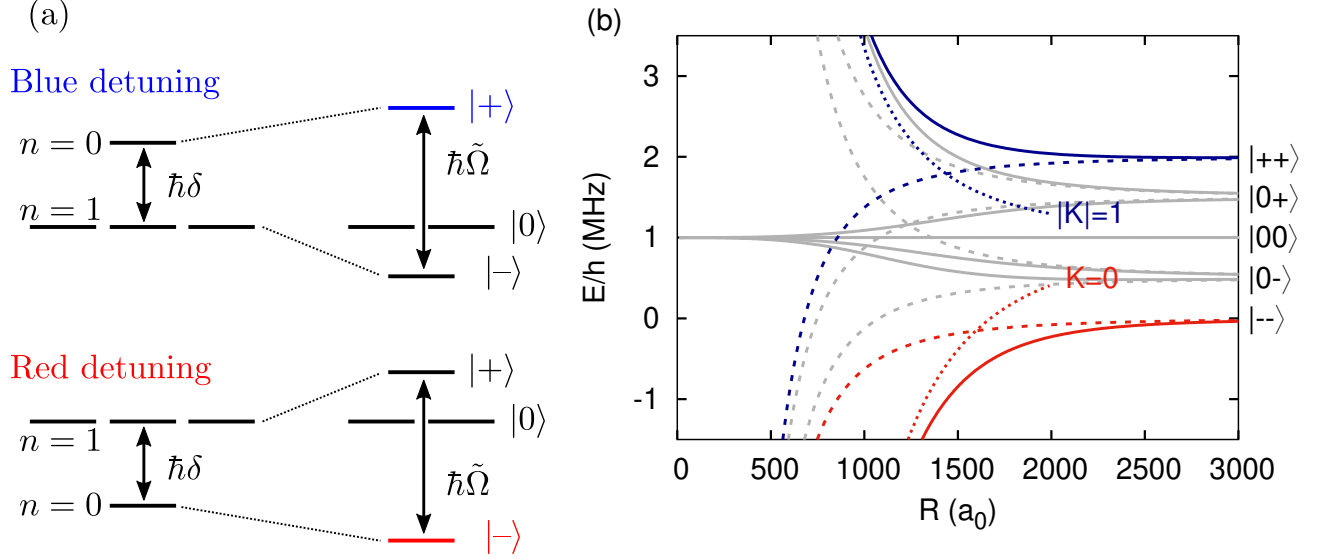 (a)
Blue detuning
n = 0
ħδ
n = 1
|+⟩
ħΩ̃
|0⟩
|−⟩
Red detuning
n = 1
ħδ
n = 0
|+⟩
|0⟩
ħΩ̃
|−⟩
(b)
E/h (MHz)
3
2
1
0
-1
0 500 1000 1500 2000 2500 3000
R (a₀)
|K|=1
K=0
|++⟩
|0+⟩
|00⟩
|0-⟩
|--⟩